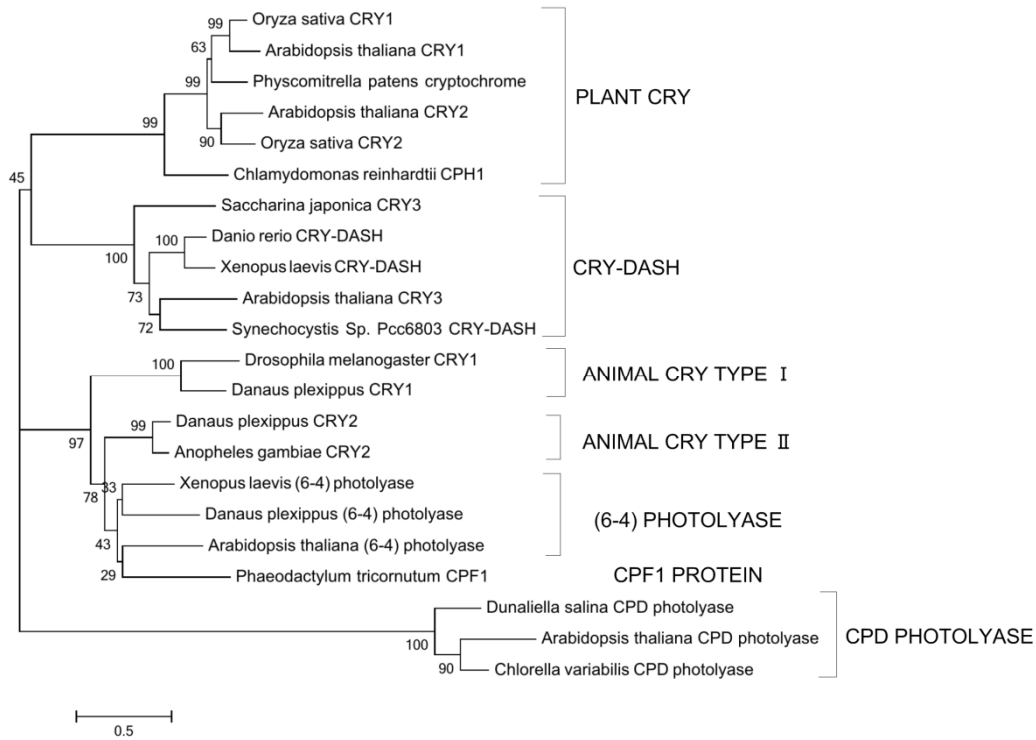 99 Oryza sativa CRY1
Arabidopsis thaliana CRY1
63
Physcomitrella patens cryptochrome
99
Arabidopsis thaliana CRY2
90 Oryza sativa CRY2
99
Chlamydomonas reinhardtii CPH1
PLANT CRY
45
Saccharina japonica CRY3
100 Danio rerio CRY-DASH
Xenopus laevis CRY-DASH
100
73
Arabidopsis thaliana CRY3
72 Synechocystis Sp. Pcc6803 CRY-DASH
CRY-DASH
100 Drosophila melanogaster CRY1
Danaus plexippus CRY1
ANIMAL CRY TYPE Ⅰ
97
99 Danaus plexippus CRY2
Anopheles gambiae CRY2
ANIMAL CRY TYPE Ⅱ
78
33 Xenopus laevis (6-4) photolyase
Danaus plexippus (6-4) photolyase
43
Arabidopsis thaliana (6-4) photolyase
(6-4) PHOTOLYASE
29 Phaeodactylum tricornutum CPF1
CPF1 PROTEIN
Dunaliella salina CPD photolyase
100
Arabidopsis thaliana CPD photolyase
90 Chlorella variabilis CPD photolyase
CPD PHOTOLYASE
0.5